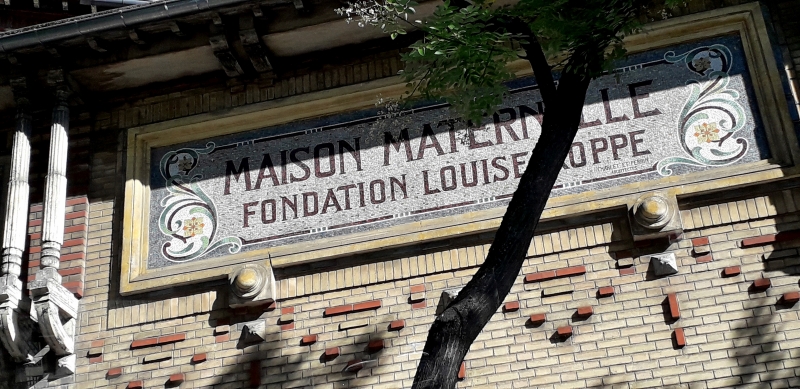 MAISON MATERNELLE
FONDATION LOUISE KOPPE